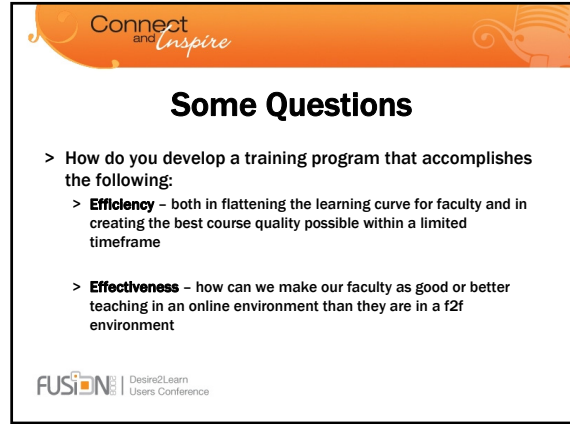 Connect
and Inspire
Some Questions
> How do you develop a training program that accomplishes
the following:
> Efficiency – both in flattening the learning curve for faculty and in
creating the best course quality possible within a limited
timeframe
> Effectiveness – how can we make our faculty as good or better
teaching in an online environment than they are in a f2f
environment
FUSION
Desire2Learn
Users Conference